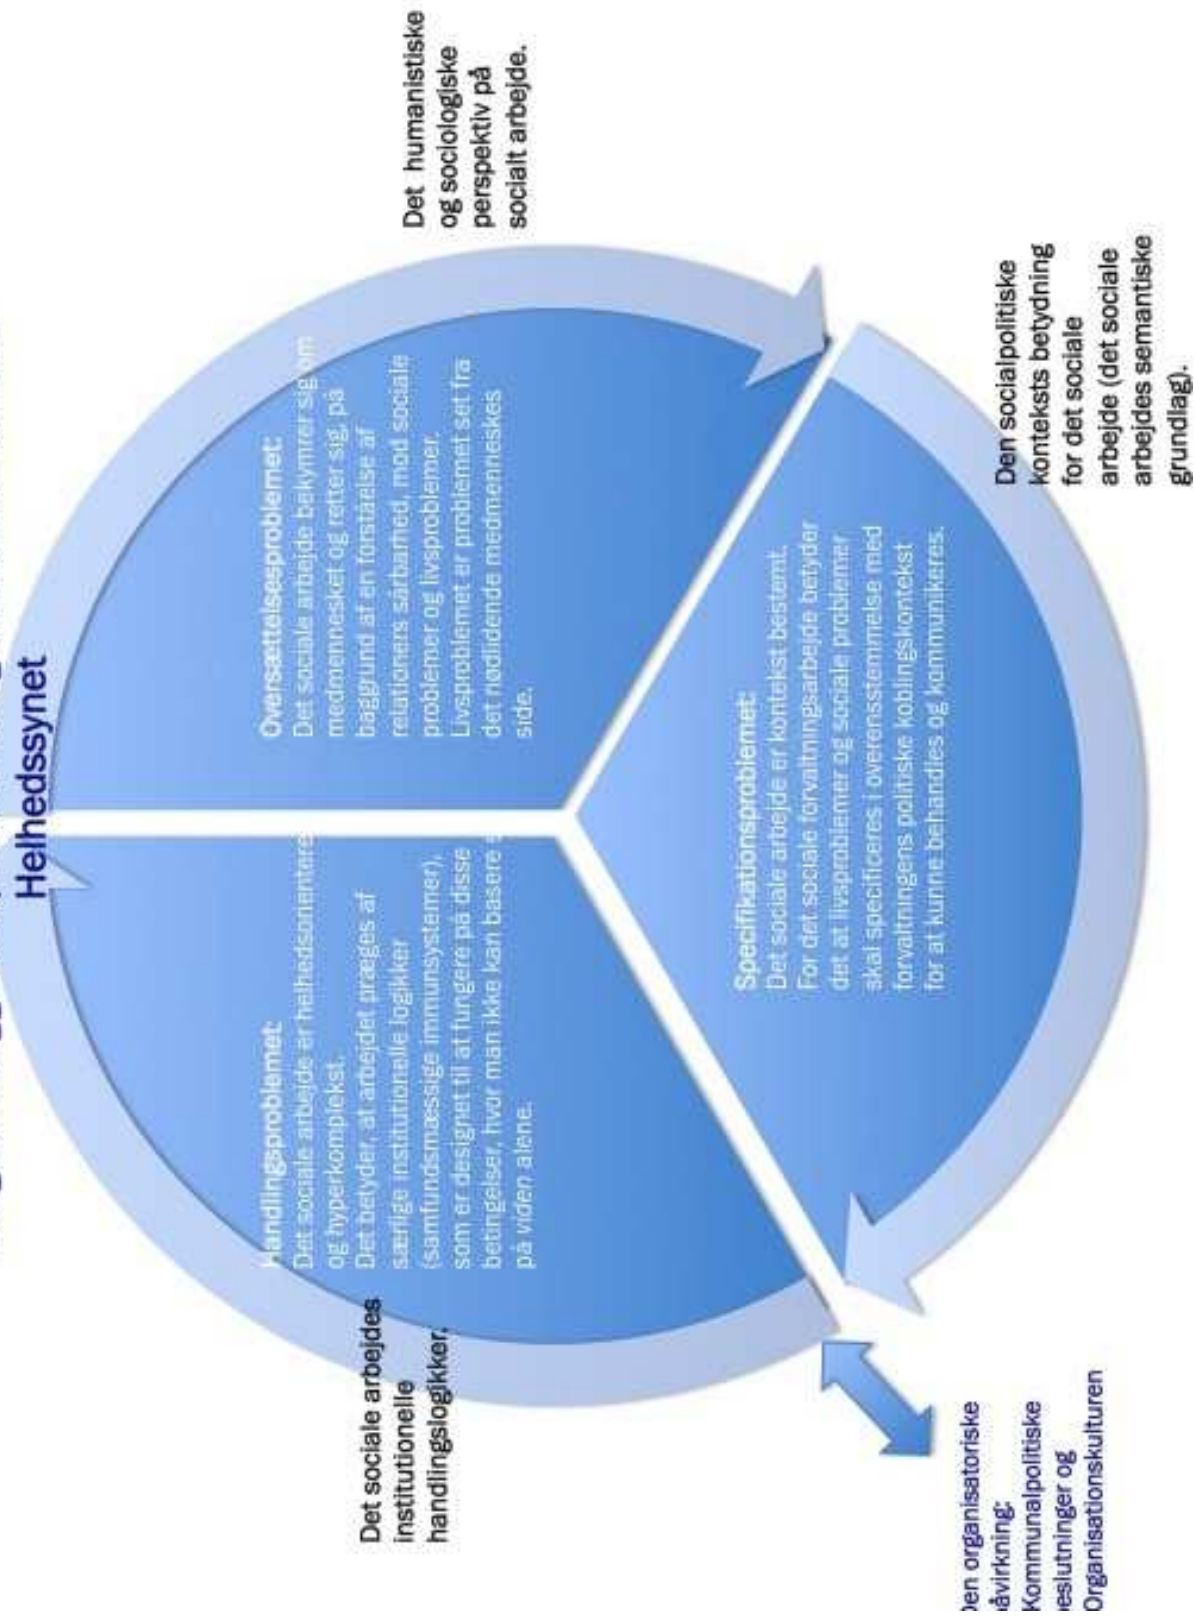 Helhedssynet
Handlingsproblemet:
Det sociale arbejde er helhedsorientere
og hyperkomplekst.
Det betyder, at arbejdet præges af
særlige institutionelle logikker
(samfundsmæssige immunsystemer),
som er designet til at fungere på disse
betingelser, hvor man ikke kan basere s
på viden alene.
Oversættelsesproblemet:
Det sociale arbejde bekymrer sig om
medmennesket og retter sig, på
baggrund af en forståelse af
relationers sårbarhed, mod sociale
problemer og livsproblemer.
Livsproblemet er problemet set fra
det nødlidende medmenneskes
side.
Det humanistiske
og sociologiske
perspektiv på
socialt arbejde.
Det sociale arbejdes
institutionelle
handlingslogikker.
Specifikationsproblemet:
Det sociale arbejde er kontekst bestemt.
For det sociale forvaltningsarbejde betyder
det at livsproblemer og sociale problemer
skal specificeres i overensstemmelse med
forvaltningens politiske koblingskontekst
for at kunne behandles og kommunikeres.
Den socialpolitiske
konteksts betydning
for det sociale
arbejde (det sociale
arbejdes semantiske
grundlag).
Den organisatoriske
påvirkning:
Kommunalpolitiske
beslutninger og
Organisationskulturen